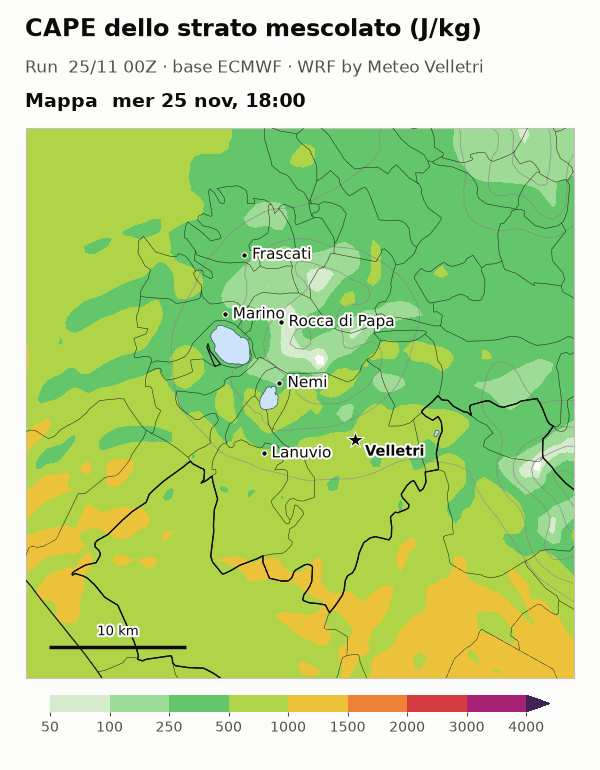 CAPE dello strato mescolato (J/kg)
Run  25/11 00Z · base ECMWF · WRF by Meteo Velletri
Mappa  mer 25 nov, 18:00
Frascati
Marino
Rocca di Papa
Nemi
Velletri
Lanuvio
10 km
50 100 250 500 1000 1500 2000 3000 4000